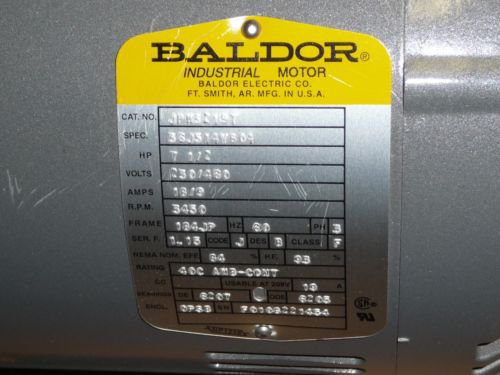 BALDOR®
INDUSTRIAL MOTOR
BALDOR ELECTRIC CO.
FT. SMITH, AR. MFG. IN U.S.A.
CAT. NO.
SPEC.
HP 7 1/2
VOLTS 230/460
AMPS 18/9
R.P.M. 3450
FRAME 184JP HZ 60 PH 3
SER. F. 1.15 CODE J DES B CLASS F
NEMA NOM. EFF. 84 % P.F. %
RATING 40C AMB-CONT
CC USABLE AT 208V 19 A
BEARINGS DE 6207 ODE 6205
ENCL. SN